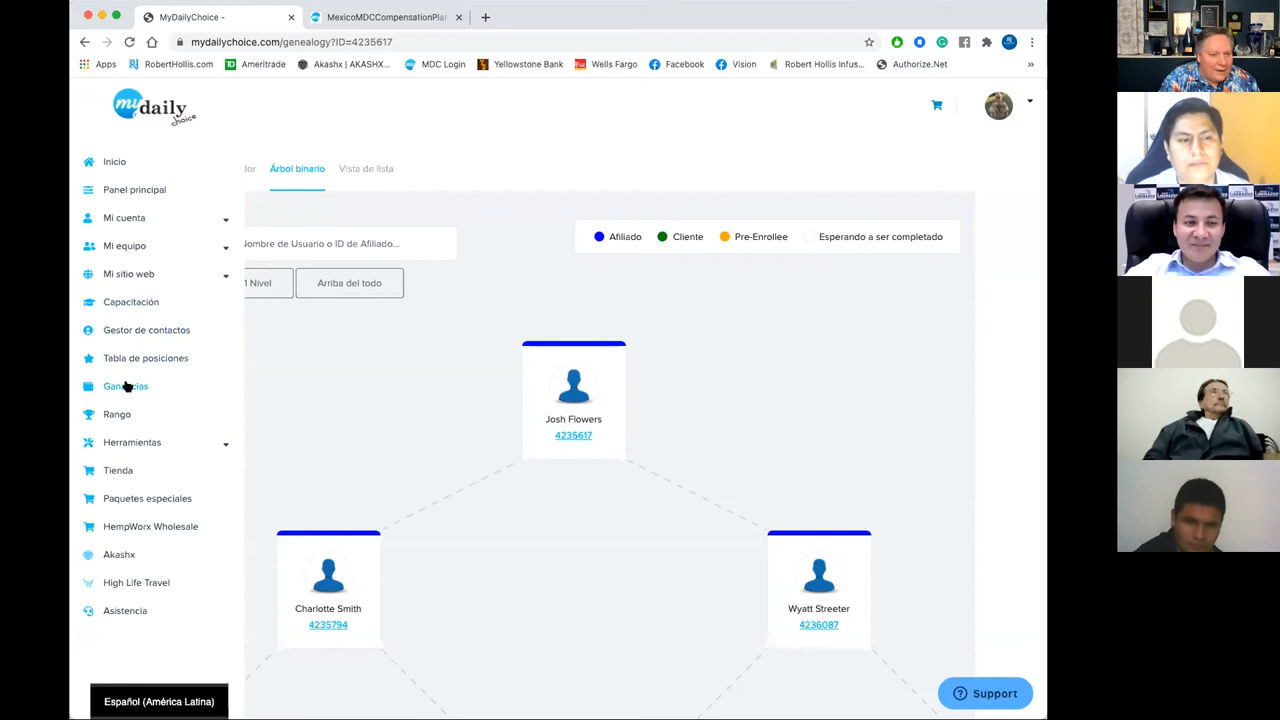 MyDailyChoice -
MexicoMDCCompensationPla
mydailychoice.com/genealogy?ID=4235617
Apps
RobertHollis.com
Ameritrade
Akashx | AKASHX...
MDC Login
Yellowstone Bank
Wells Fargo
Facebook
Vision
Robert Hollis Infus...
Authorize.Net
»
my daily choice
Inicio
Panel principal
Mi cuenta
Mi equipo
Mi sitio web
Capacitación
Gestor de contactos
Tabla de posiciones
Ganancias
Rango
Herramientas
Tienda
Paquetes especiales
HempWorx Wholesale
Akashx
High Life Travel
Asistencia
Español (América Latina)
dor
Árbol binario
Vista de lista
Nombre de Usuario o ID de Afiliado...
Afiliado
Cliente
Pre-Enrollee
Esperando a ser completado
1 Nivel
Arriba del todo
Josh Flowers
4235617
Charlotte Smith
4235794
Wyatt Streeter
4236087
Support